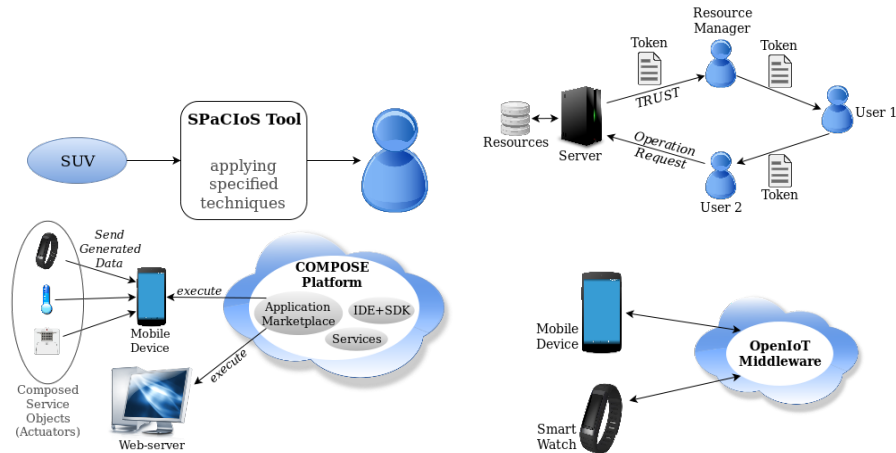 SUV
SPaCIoS Tool
applying
specified
techniques
Resource
Manager
Token
Token
TRUST
User 1
Resources
Server
Operation
Request
User 2
Token
Send
Generated
Data
Mobile
Device
execute
COMPOSE
Platform
Application
Marketplace
IDE+SDK
Services
execute
Composed
Service
Objects
(Actuators)
Web-server
Mobile
Device
OpenIoT
Middleware
Smart
Watch